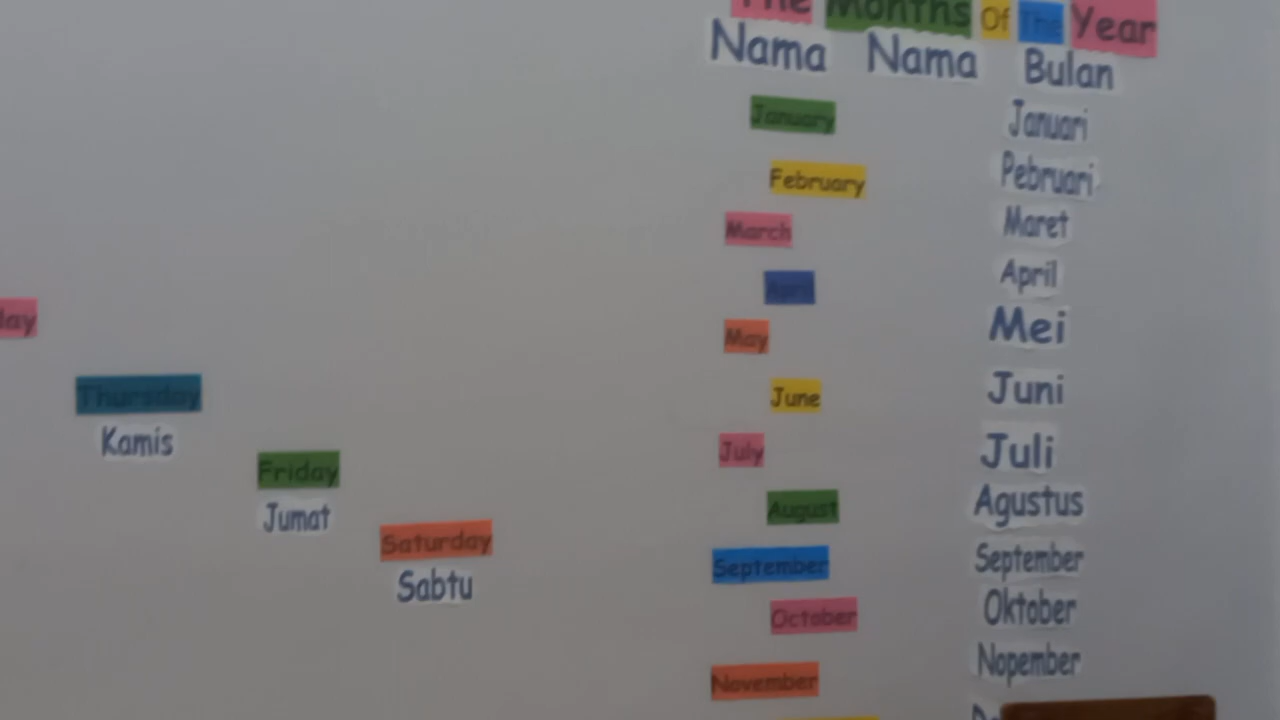 The Months Of The Year
Nama Nama Bulan
January Januari
February Pebruari
March Maret
April April
May Mei
June Juni
July Juli
August Agustus
September September
October Oktober
November Nopember
Thursday
Kamis
Friday
Jumat
Saturday
Sabtu